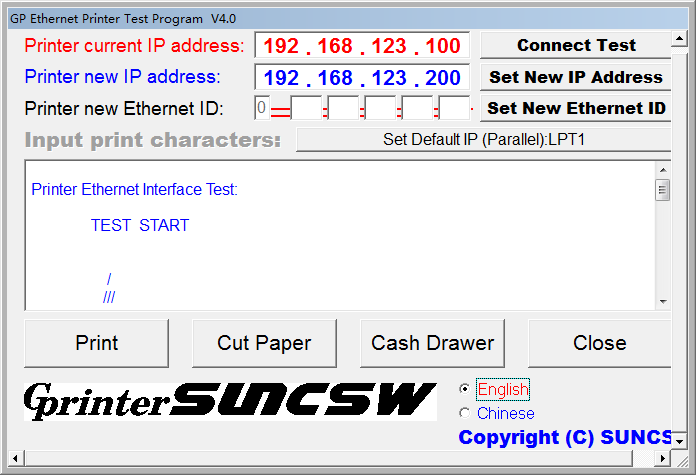 GP Ethernet Printer Test Program V4.0
Printer current IP address: 192 . 168 . 123 . 100 Connect Test
Printer new IP address: 192 . 168 . 123 . 200 Set New IP Address
Printer new Ethernet ID: 0 Set New Ethernet ID
Input print characters: Set Default IP (Parallel):LPT1
Printer Ethernet Interface Test:
TEST START
/
///
Print Cut Paper Cash Drawer Close
Gprinter SUNCSW
English
Chinese
Copyright (C) SUNCS